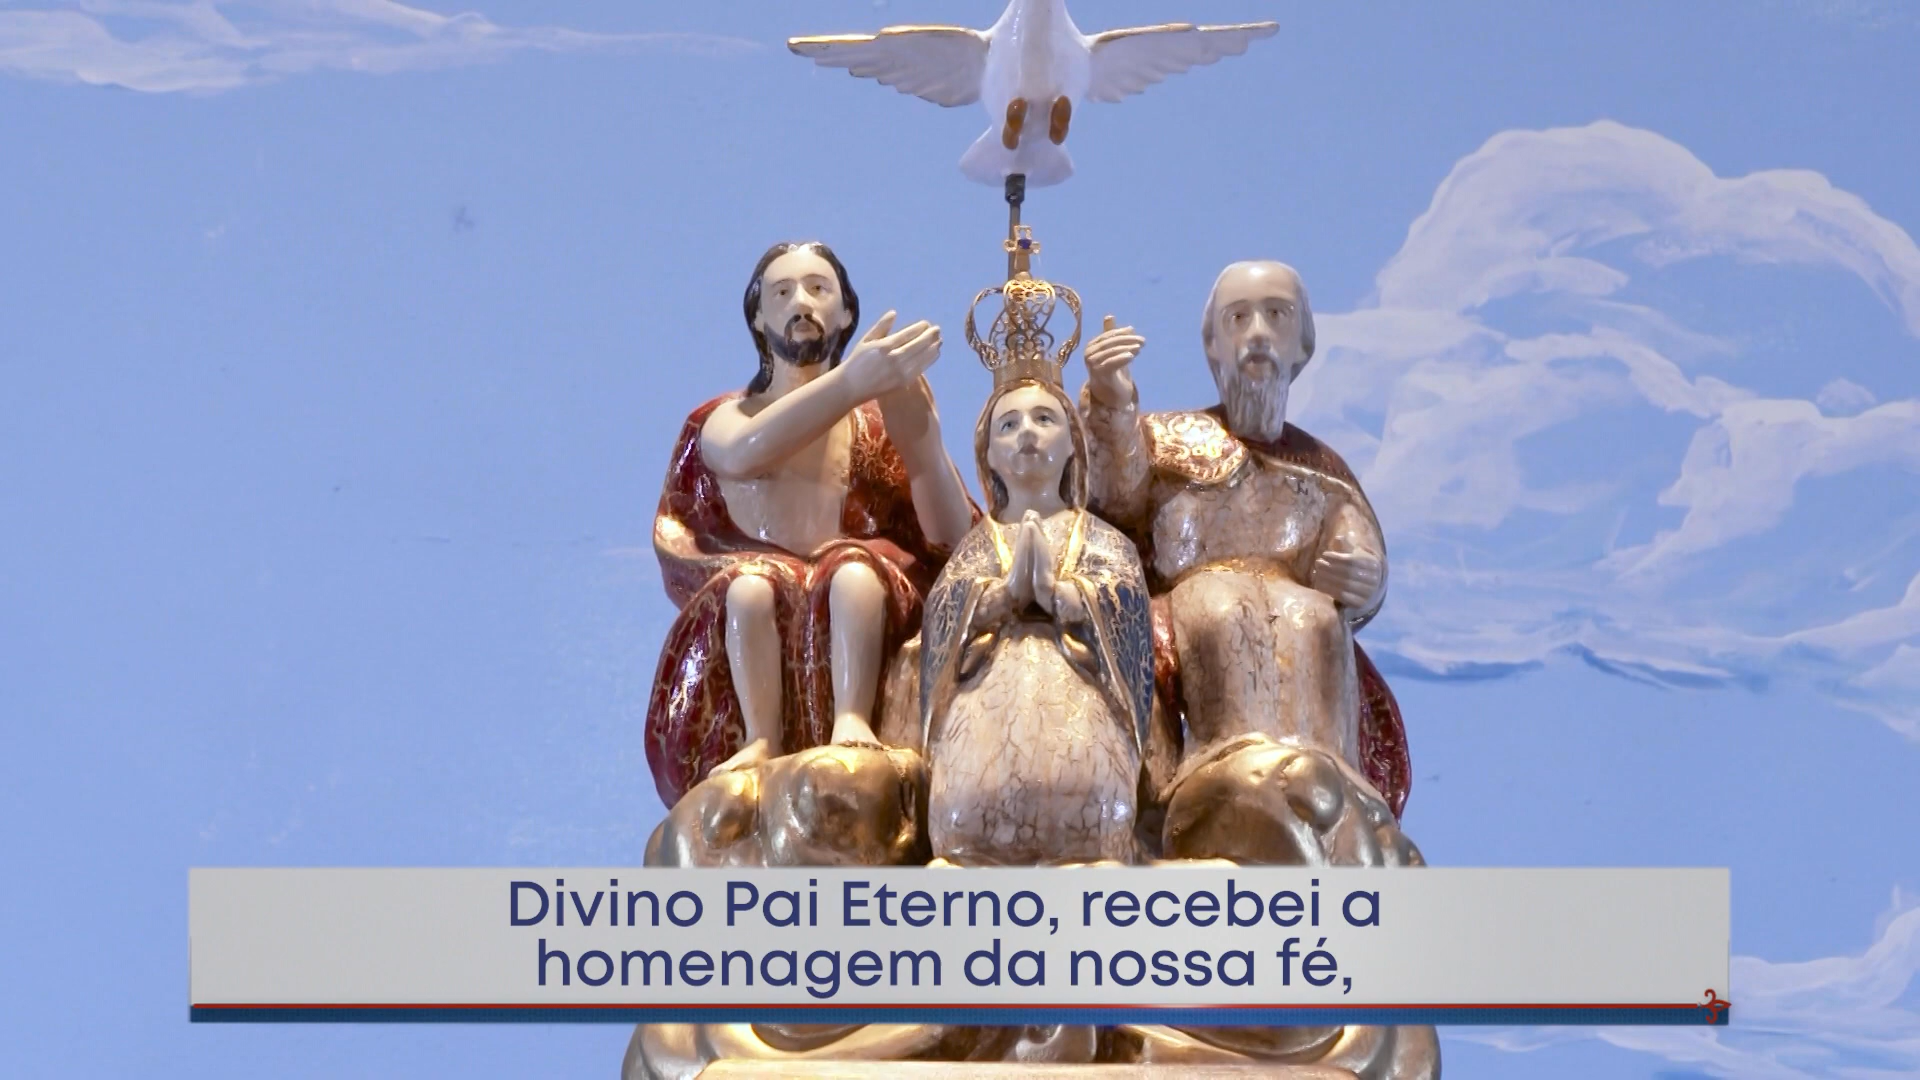 Divino Pai Eterno, recebei a
homenagem da nossa fé,